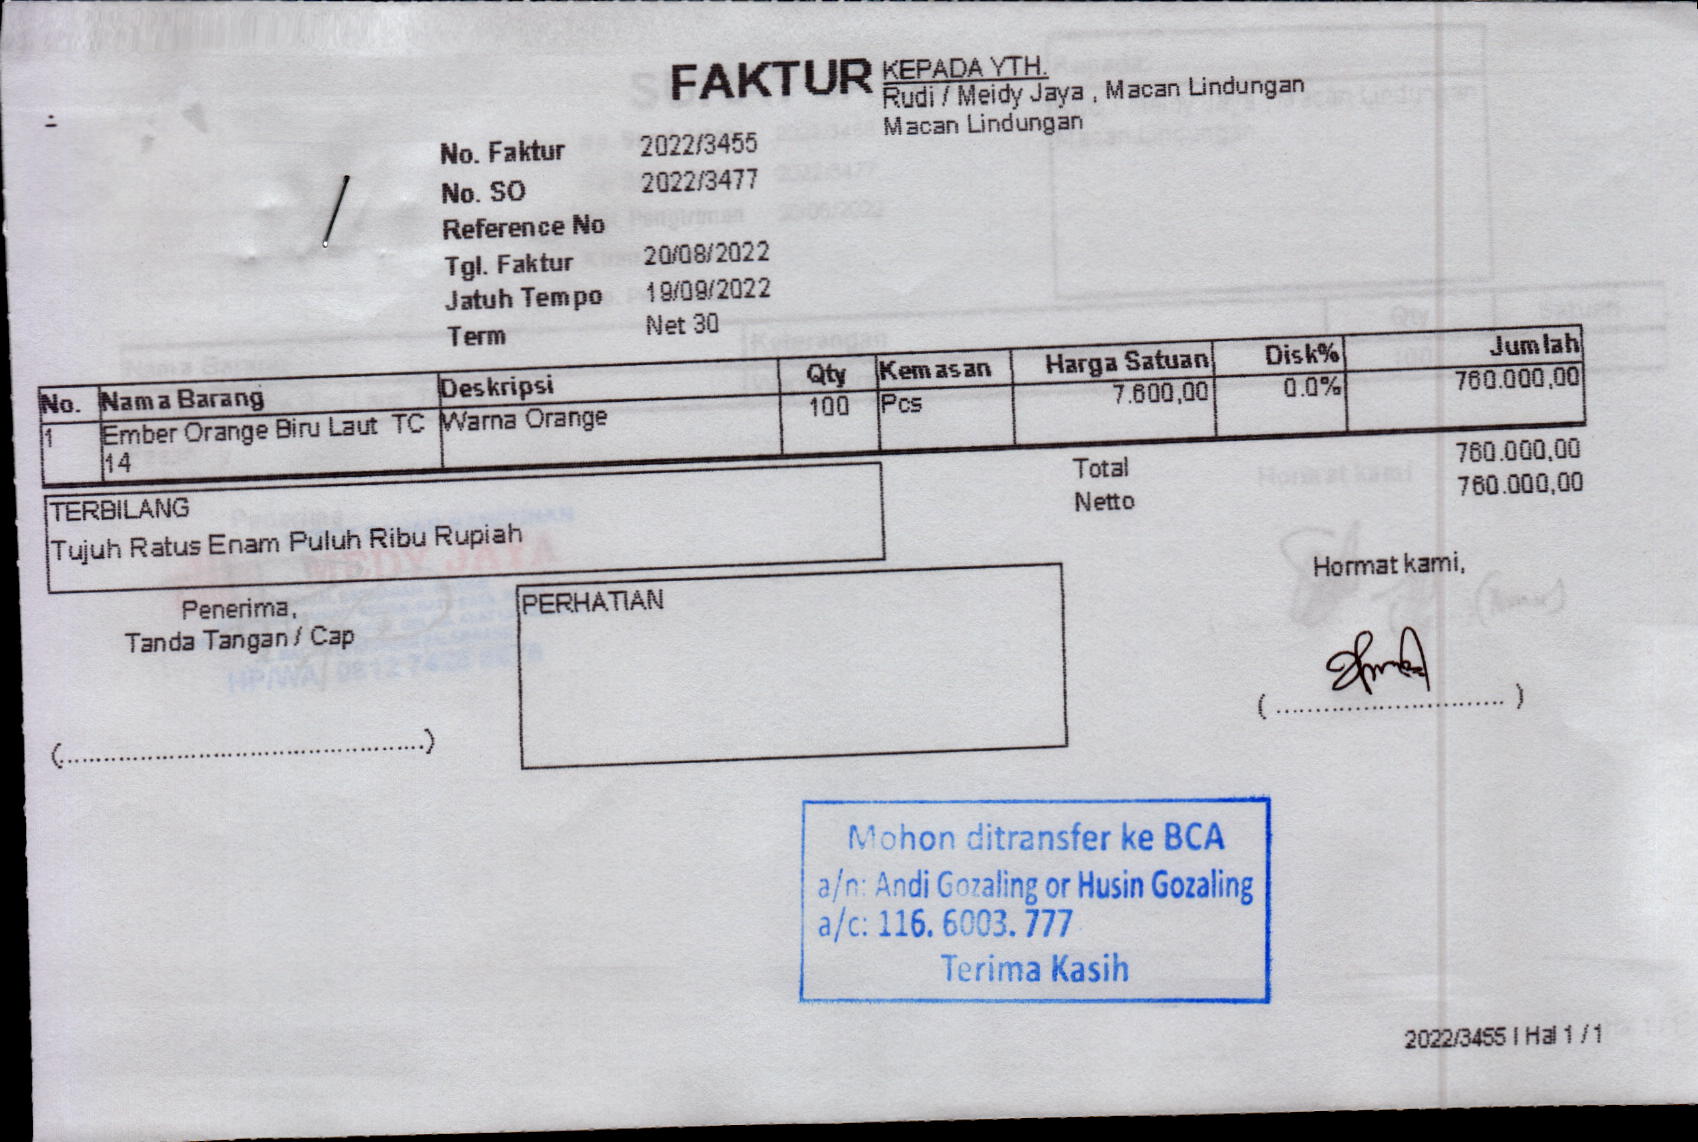 FAKTUR
KEPADA YTH.
Rudi / Meidy Jaya , Macan Lindungan
Macan Lindungan
No. Faktur 2022/3455
No. SO 2022/3477
Reference No
Tgl. Faktur 20/08/2022
Jatuh Tempo 19/09/2022
Term Net 30
No. Nama Barang Deskripsi Qty Kemasan Harga Satuan Disk% Jumlah
1 Ember Orange Biru Laut TC Warna Orange 100 Pcs 7.600,00 0.0% 760.000,00
14
Total 760.000,00
Netto 760.000,00
TERBILANG
Tujuh Ratus Enam Puluh Ribu Rupiah
Penerima,
Tanda Tangan / Cap
(..................................................)
PERHATIAN
Hormat kami,
( ............................... )
Mohon ditransfer ke BCA
a/n: Andi Gozaling or Husin Gozaling
a/c: 116. 6003. 777
Terima Kasih
2022/3455 | Hal 1 / 1